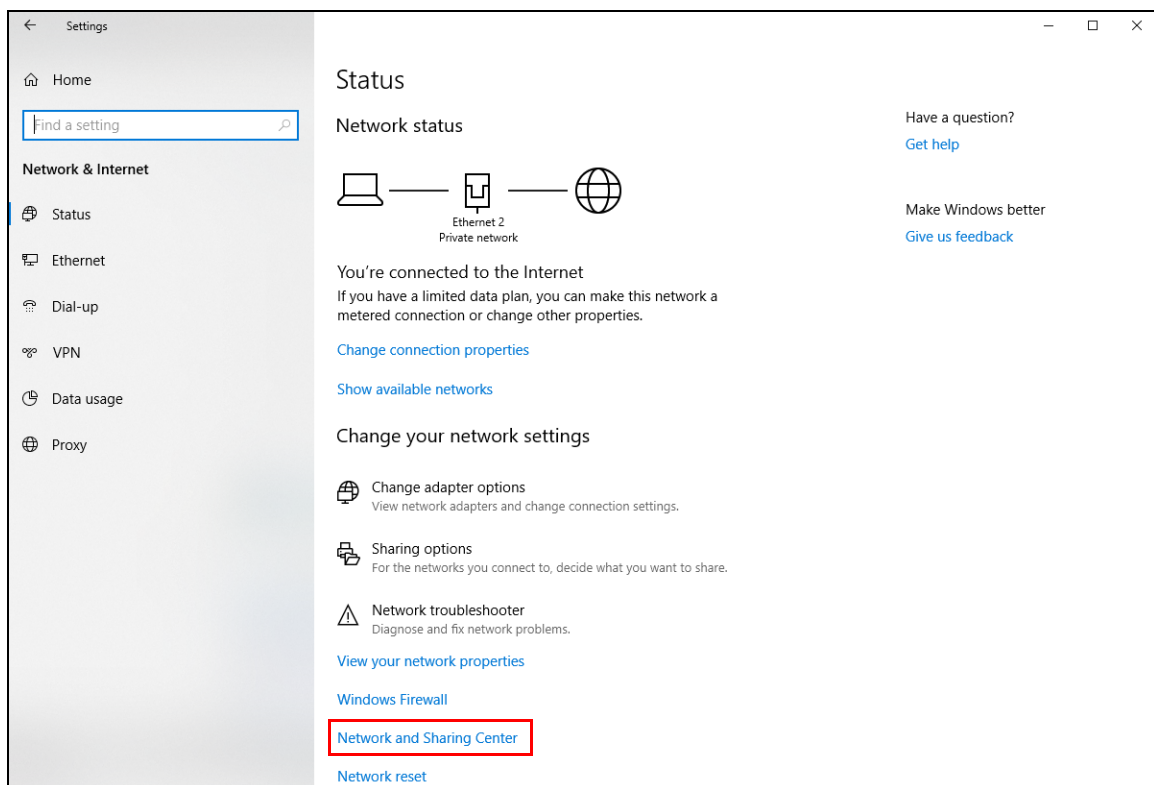 Settings
Home
Find a setting
Network & Internet
Status
Ethernet
Dial-up
VPN
Data usage
Proxy
Status
Network status
Ethernet 2
Private network
You’re connected to the Internet
If you have a limited data plan, you can make this network a
metered connection or change other properties.
Change connection properties
Show available networks
Change your network settings
Change adapter options
View network adapters and change connection settings.
Sharing options
For the networks you connect to, decide what you want to share.
Network troubleshooter
Diagnose and fix network problems.
View your network properties
Windows Firewall
Network and Sharing Center
Network reset
Have a question?
Get help
Make Windows better
Give us feedback